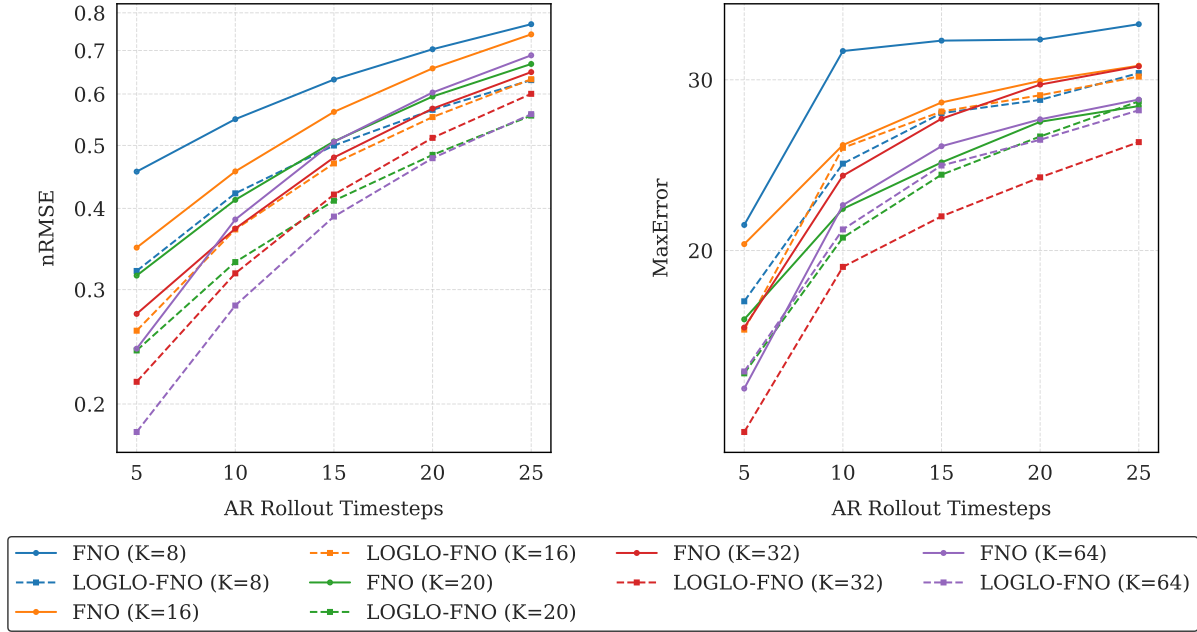 0.8
0.7
0.6
0.5
0.4
0.3
0.2
nRMSE
5 10 15 20 25
AR Rollout Timesteps
30
20
MaxError
5 10 15 20 25
AR Rollout Timesteps
FNO (K=8) LOGLO-FNO (K=16) FNO (K=32) FNO (K=64)
LOGLO-FNO (K=8) FNO (K=20) LOGLO-FNO (K=32) LOGLO-FNO (K=64)
FNO (K=16) LOGLO-FNO (K=20)